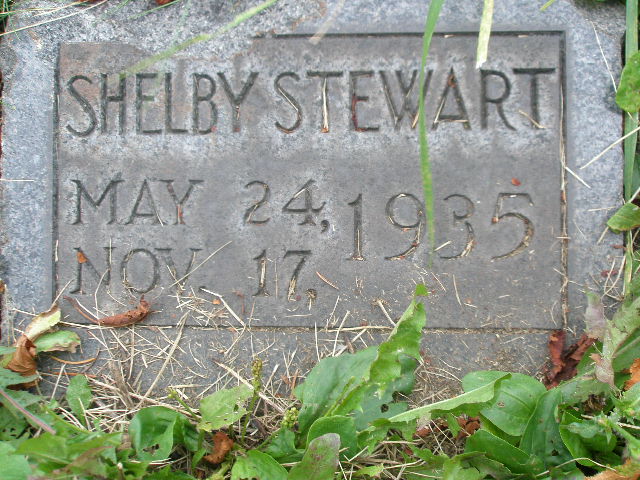 SHELBY STEWART
MAY 24, 1935
NOV 17.